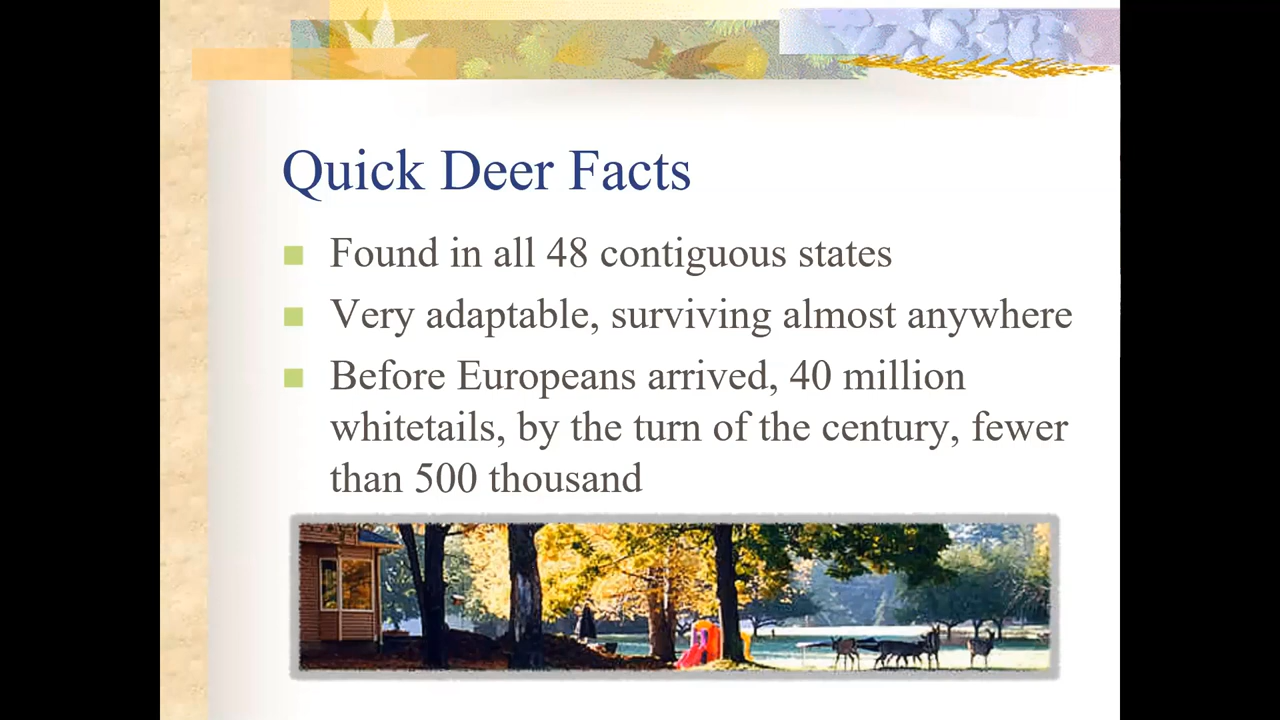 Quick Deer Facts
Found in all 48 contiguous states
Very adaptable, surviving almost anywhere
Before Europeans arrived, 40 million
whitetails, by the turn of the century, fewer
than 500 thousand